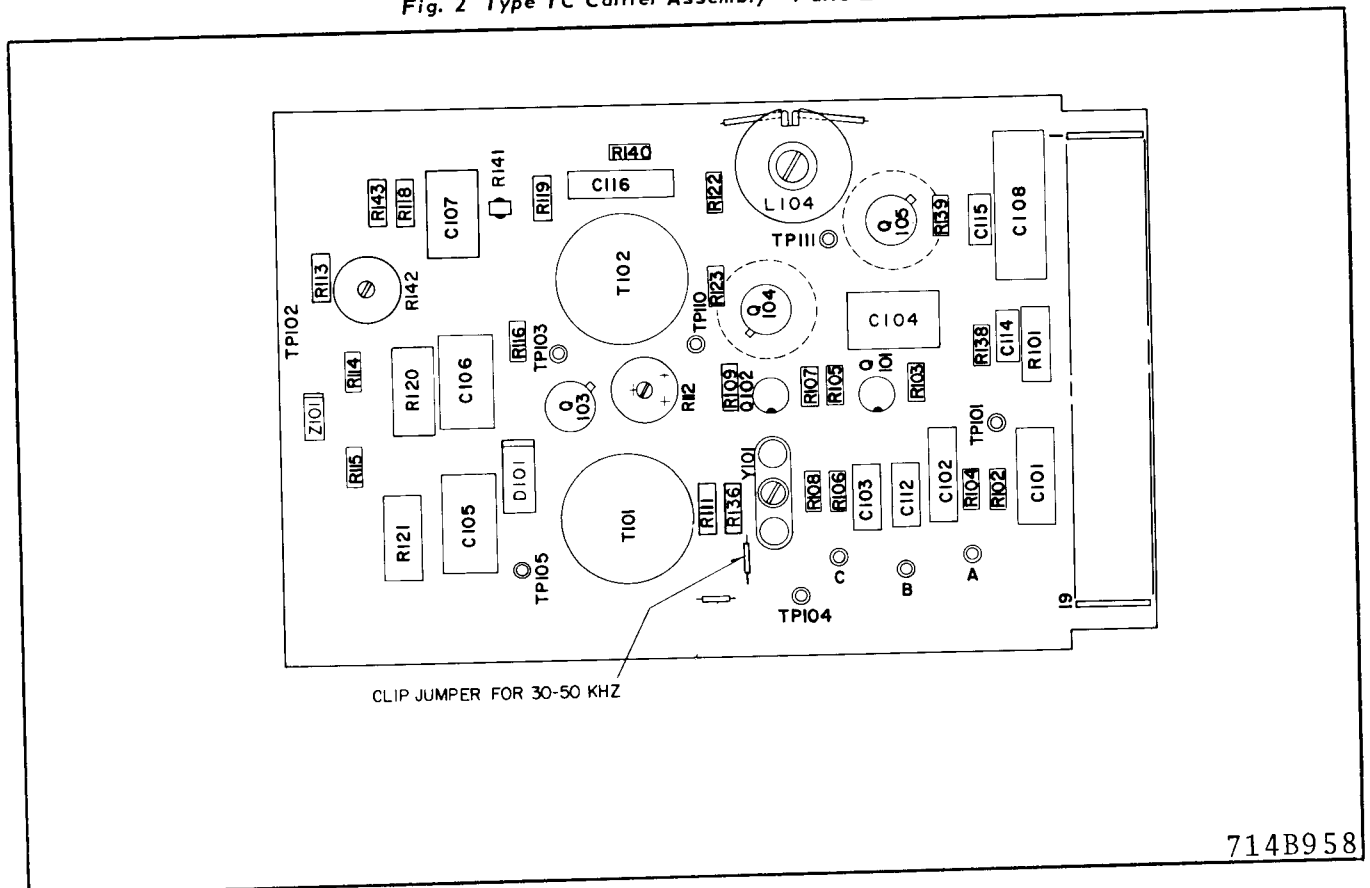 Fig. 2 Type TC Carrier Assembly
R140
C116
R141
R143
R118
C107
R119
R122
L104
Q
105
R139
C115
C108
1
TP111
R113
R142
T102
R123
TP110
Q
104
C104
TP102
R116
TP103
R138
C114
R101
R114
R120
C106
Q
103
R112
R109
Q102
R107
R105
Q
101
R103
Z101
TP101
R115
D101
Y101
R121
C105
T101
R111
R136
R108
R106
C103
C112
C102
R104
R102
C101
TP105
C
B
A
TP104
19
CLIP JUMPER FOR 30-50 KHZ
714B958